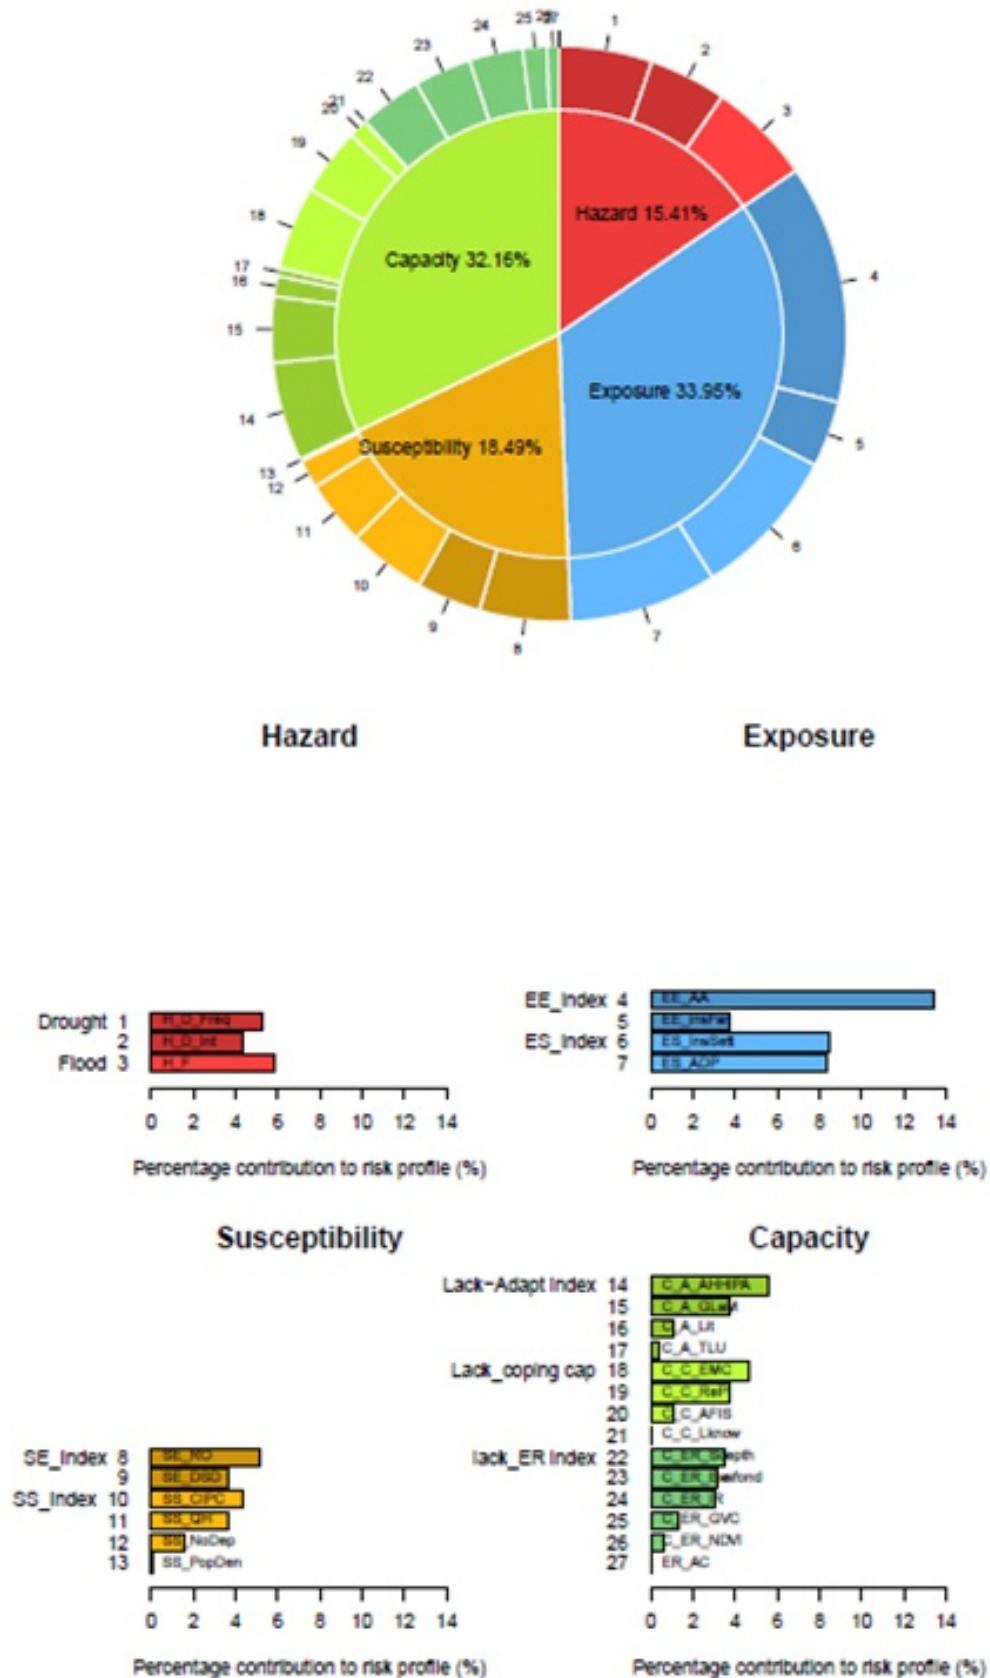 1
2
3
4
5
6
7
8
9
10
11
12
13
14
15
16
17
18
19
20
21
22
23
24
25
Hazard 15.41%
Capacity 32.16%
Exposure 33.95%
Susceptibility 18.49%
Hazard
Exposure
Drought 1 H_D_Freq
2 H_D_Int
Flood 3 H_F
0 2 4 6 8 10 12 14
Percentage contribution to risk profile (%)
EE_Index 4 EE_AA
5
ES_Index 6 ES_InsSett
7 ES_ADP
0 2 4 6 8 10 12 14
Percentage contribution to risk profile (%)
Susceptibility
SE_Index 8 SE_RO
9 SE_DSD
SS_Index 10 SS_CIPC
11
12 SS_NoDep
13 SS_PopDen
0 2 4 6 8 10 12 14
Percentage contribution to risk profile (%)
Capacity
Lack-Adapt Index 14
15
16 C_A_Lit
17 C_A_TLU
Lack_coping cap 18 C_C_EMC
19 C_C_ReP
20 C_C_AFIS
21 C_C_Lknow
lack_ER Index 22
23
24
25 C_ER_GVC
26 C_ER_NDVI
27 ER_AC
0 2 4 6 8 10 12 14
Percentage contribution to risk profile (%)